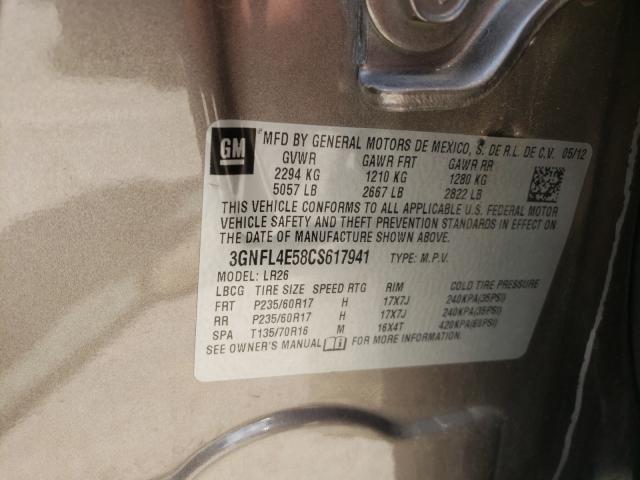 GM
MFD BY GENERAL MOTORS DE MEXICO, S. DE R.L. DE C.V. 05/12
GVWR GAWR FRT GAWR RR
2294 KG 1210 KG 1280 KG
5057 LB 2667 LB 2822 LB
THIS VEHICLE CONFORMS TO ALL APPLICABLE U.S. FEDERAL MOTOR
VEHICLE SAFETY AND THEFT PREVENTION STANDARDS IN EFFECT ON
THE DATE OF MANUFACTURE SHOWN ABOVE.
3GNFL4E58CS617941 TYPE: M.P.V.
MODEL: LR26
LBCG TIRE SIZE SPEED RTG RIM COLD TIRE PRESSURE
FRT P235/60R17 H 17X7J 240KPA(35PSI)
RR P235/60R17 H 17X7J 240KPA(35PSI)
SPA T135/70R16 M 16X4T 420KPA(60PSI)
SEE OWNER'S MANUAL FOR MORE INFORMATION.